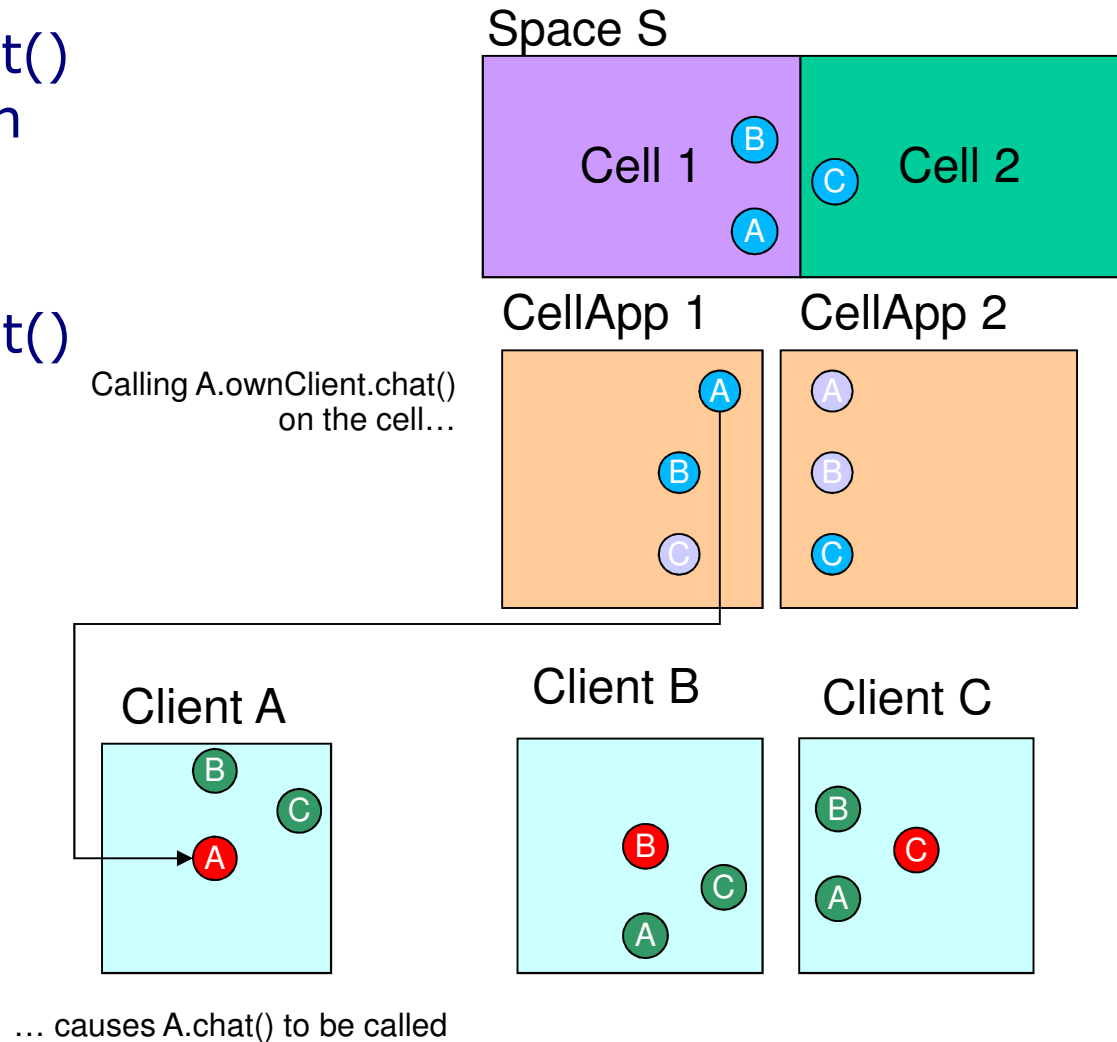 t()
n
t()
Space S
Cell 1
B
A
C
Cell 2
CellApp 1
CellApp 2
Calling A.ownClient.chat()
on the cell…
A
B
C
A
B
C
Client A
B
C
A
Client B
B
C
A
Client C
B
C
A
… causes A.chat() to be called